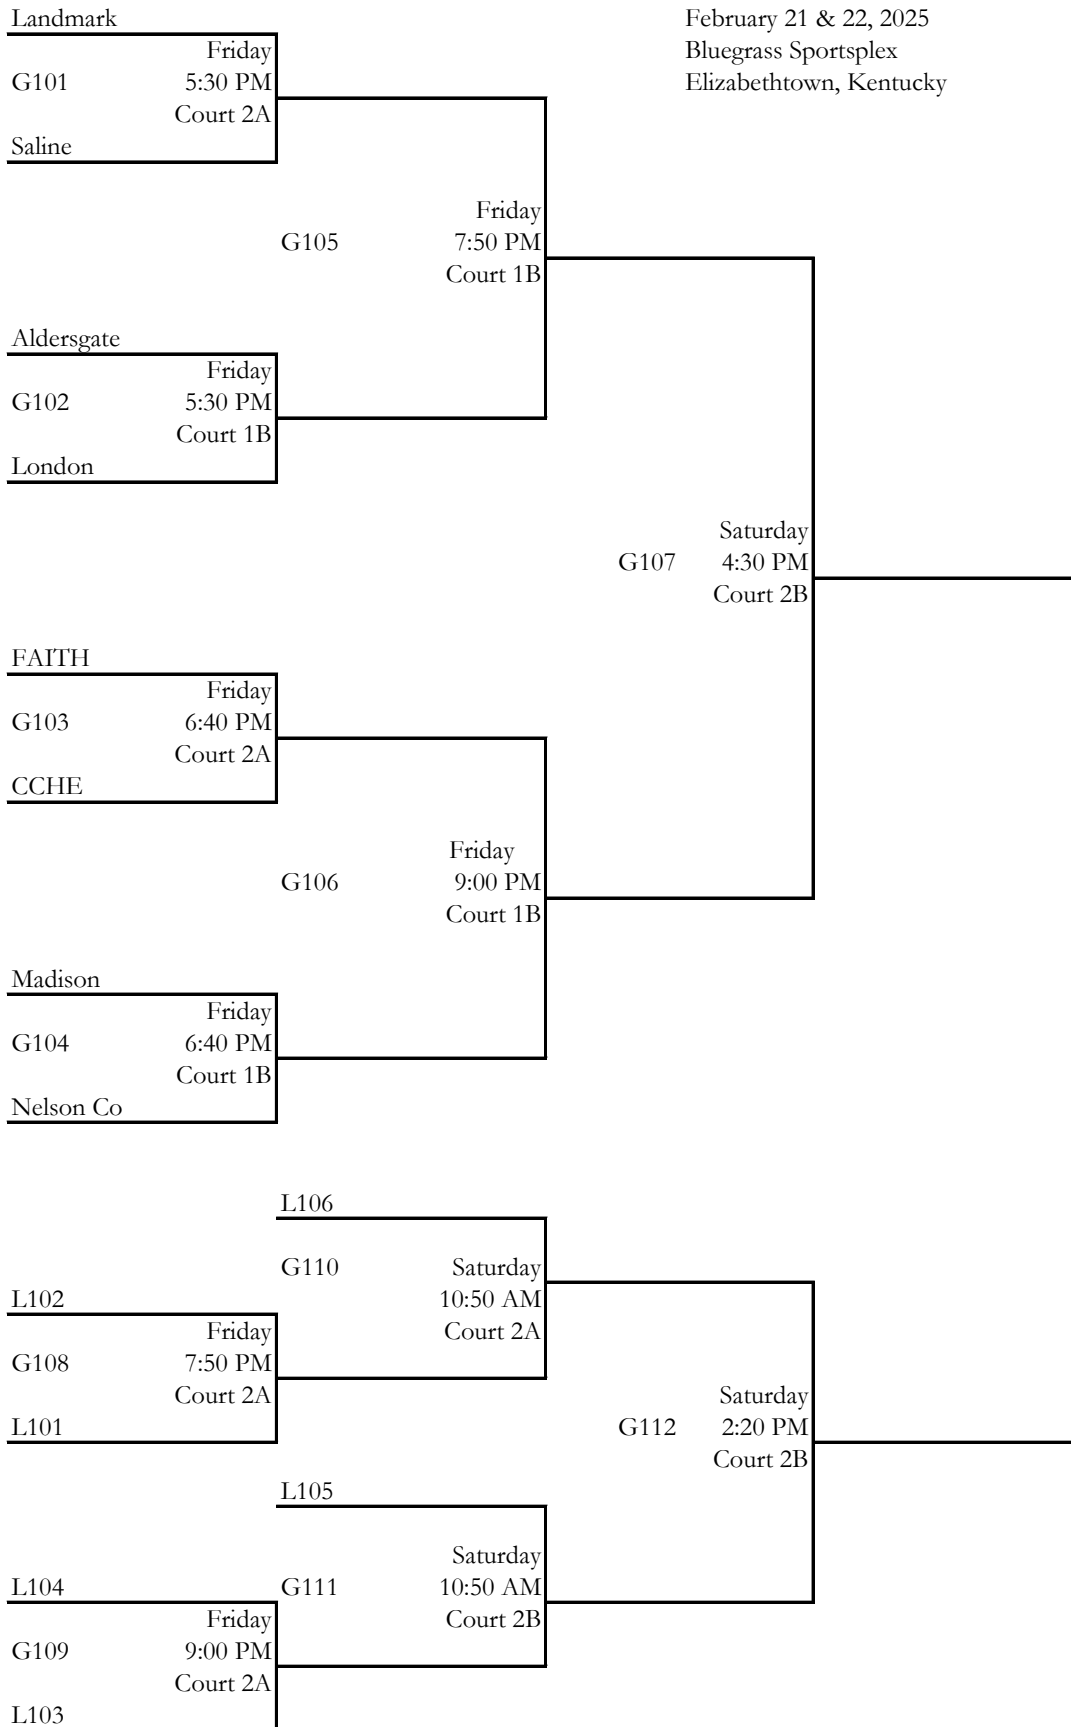 Landmark
February 21 & 22, 2025
Friday
Bluegrass Sportsplex
G101
5:30 PM
Elizabethtown, Kentucky
Court 2A
Saline
Friday
G105
7:50 PM
Court 1B
Aldersgate
Friday
G102
5:30 PM
Court 1B
London
Saturday
G107
4:30 PM
Court 2B
FAITH
Friday
G103
6:40 PM
Court 2A
CCHE
Friday
G106
9:00 PM
Court 1B
Madison
Friday
G104
6:40 PM
Court 1B
Nelson Co
L106
G110
Saturday
L102
10:50 AM
Friday
Court 2A
G108
7:50 PM
Court 2A
Saturday
L101
G112
2:20 PM
Court 2B
L105
Saturday
L104
G111
10:50 AM
Friday
Court 2B
G109
9:00 PM
Court 2A
L103